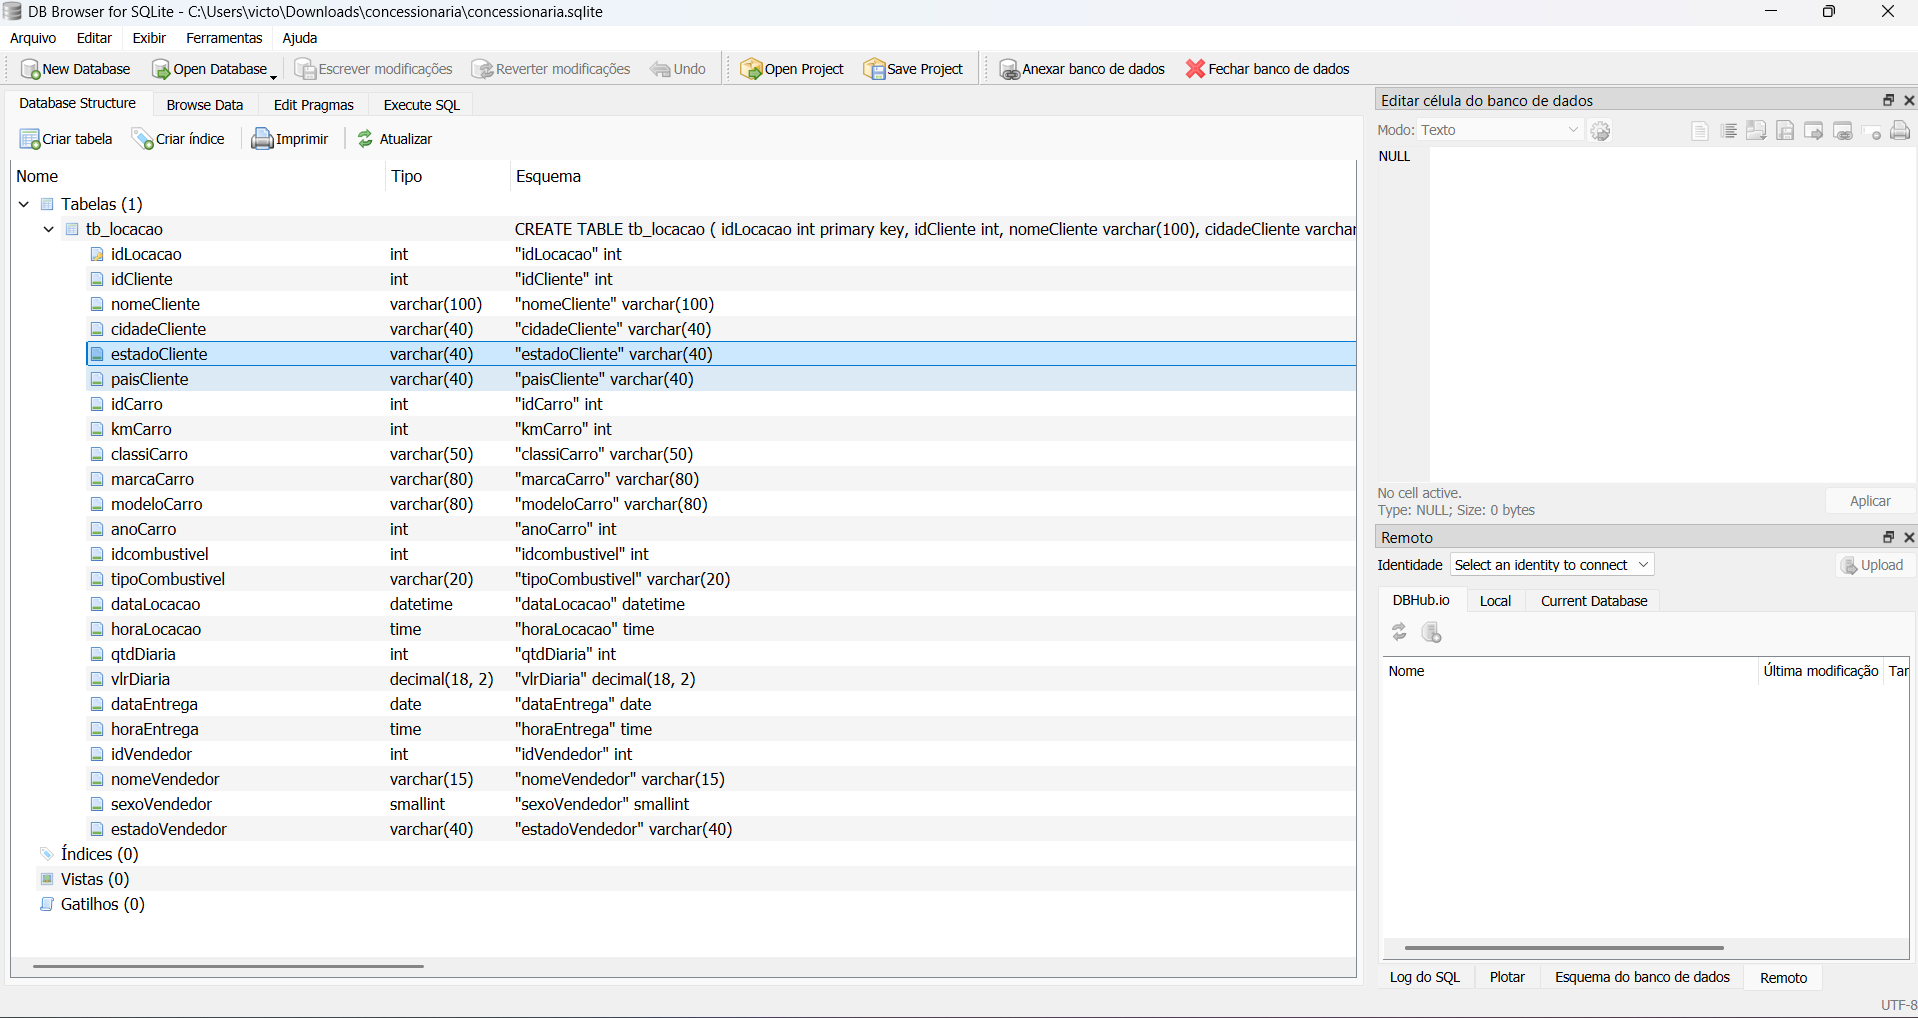 DB Browser for SQLite - C:\Users\victo\Downloads\concessionaria\concessionaria.sqlite
Arquivo Editar Exibir Ferramentas Ajuda
New Database Open Database Escrever modificações Reverter modificações Undo Open Project Save Project Anexar banco de dados Fechar banco de dados
Database Structure Browse Data Edit Pragmas Execute SQL
Criar tabela Criar índice Imprimir Atualizar
Nome Tipo Esquema
Tabelas (1)
tb_locacao CREATE TABLE tb_locacao ( idLocacao int primary key, idCliente int, nomeCliente varchar(100), cidadeCliente varchar
idLocacao int "idLocacao" int
idCliente int "idCliente" int
nomeCliente varchar(100) "nomeCliente" varchar(100)
cidadeCliente varchar(40) "cidadeCliente" varchar(40)
estadoCliente varchar(40) "estadoCliente" varchar(40)
paisCliente varchar(40) "paisCliente" varchar(40)
idCarro int "idCarro" int
kmCarro int "kmCarro" int
classiCarro varchar(50) "classiCarro" varchar(50)
marcaCarro varchar(80) "marcaCarro" varchar(80)
modeloCarro varchar(80) "modeloCarro" varchar(80)
anoCarro int "anoCarro" int
idcombustivel int "idcombustivel" int
tipoCombustivel varchar(20) "tipoCombustivel" varchar(20)
dataLocacao datetime "dataLocacao" datetime
horaLocacao time "horaLocacao" time
qtdDiaria int "qtdDiaria" int
vlrDiaria decimal(18, 2) "vlrDiaria" decimal(18, 2)
dataEntrega date "dataEntrega" date
horaEntrega time "horaEntrega" time
idVendedor int "idVendedor" int
nomeVendedor varchar(15) "nomeVendedor" varchar(15)
sexoVendedor smallint "sexoVendedor" smallint
estadoVendedor varchar(40) "estadoVendedor" varchar(40)
Índices (0)
Vistas (0)
Gatilhos (0)
Editar célula do banco de dados
Modo: Texto
NULL
No cell active.
Type: NULL; Size: 0 bytes
Aplicar
Remoto
Identidade Select an identity to connect Upload
DBHub.io Local Current Database
Nome Última modificação Tar
Log do SQL Plotar Esquema do banco de dados Remoto
UTF-8